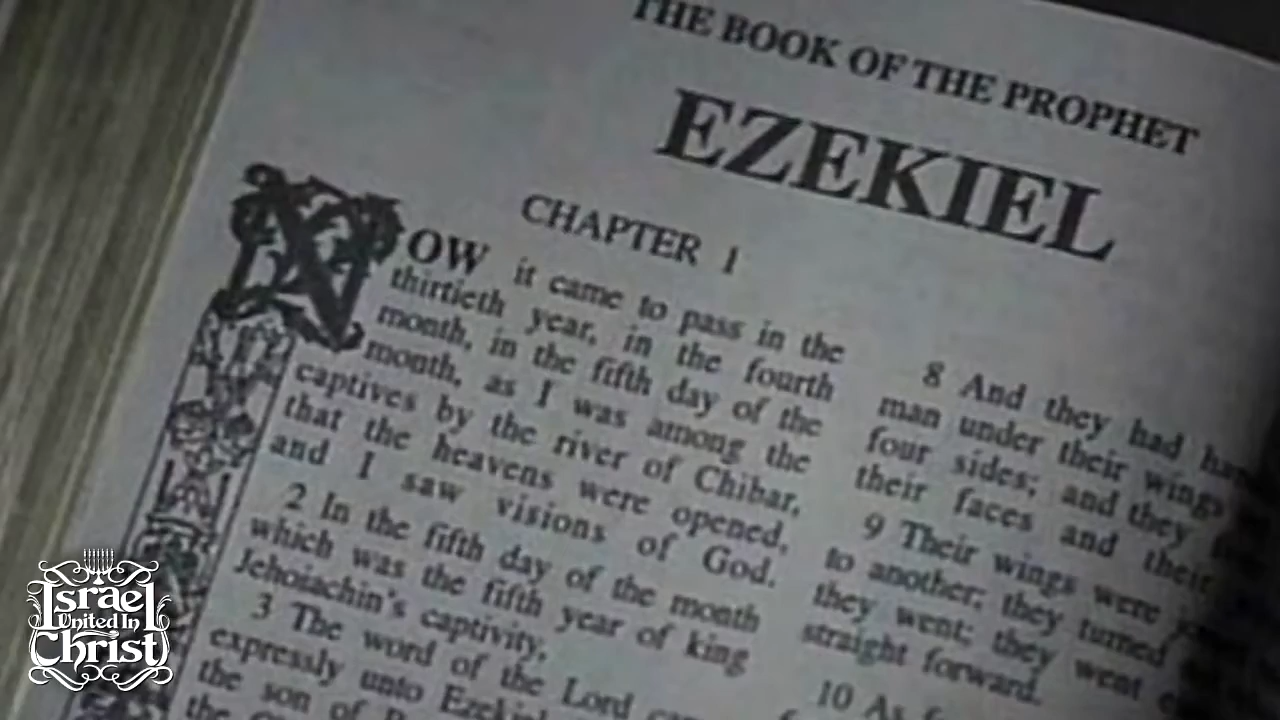 THE BOOK OF THE PROPHET
EZEKIEL
CHAPTER 1
NOW it came to pass in the
thirtieth year, in the fourth
month, in the fifth day of the
month, as I was among the
captives by the river of Chibar,
that the heavens were opened,
and I saw visions of God.
2 In the fifth day of the month
which was the fifth year of king
Jehoiachin's captivity,
3 The word of the Lord
expressly unto
the son of
the
8 And they had
man under their wings
four sides; and they
their faces and their
9 Their wings were
to another; they turned
they went; they went
straight forward.
10 As
Israel
United In
Christ